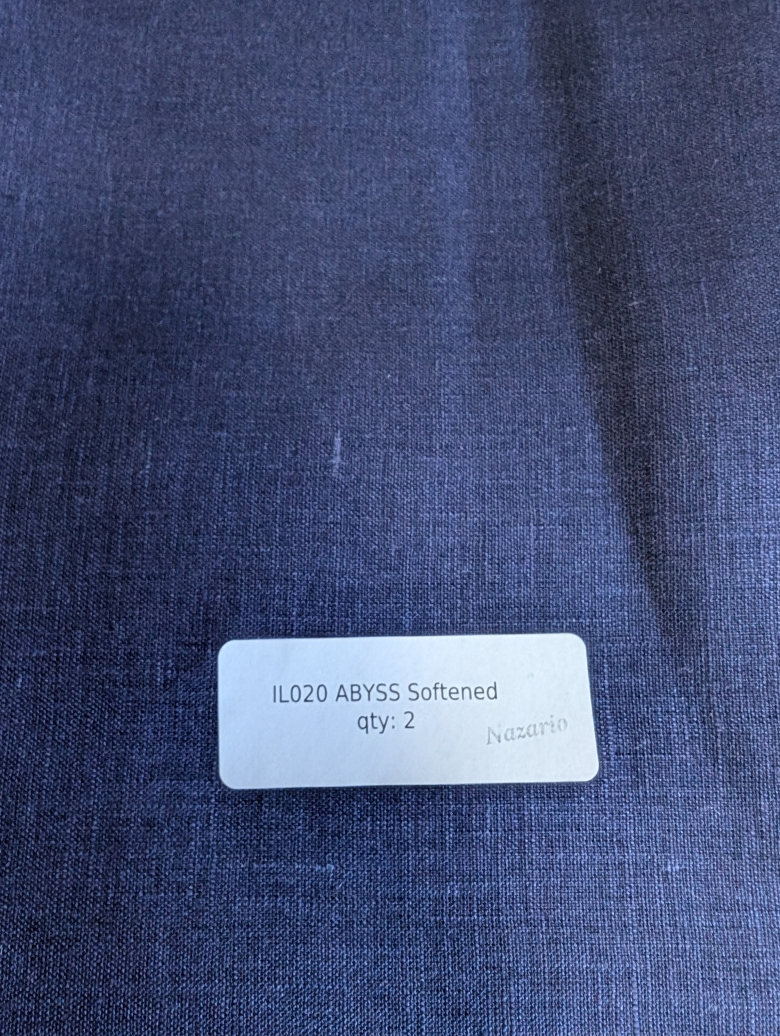 IL020 ABYSS Softened
qty: 2
Nazario